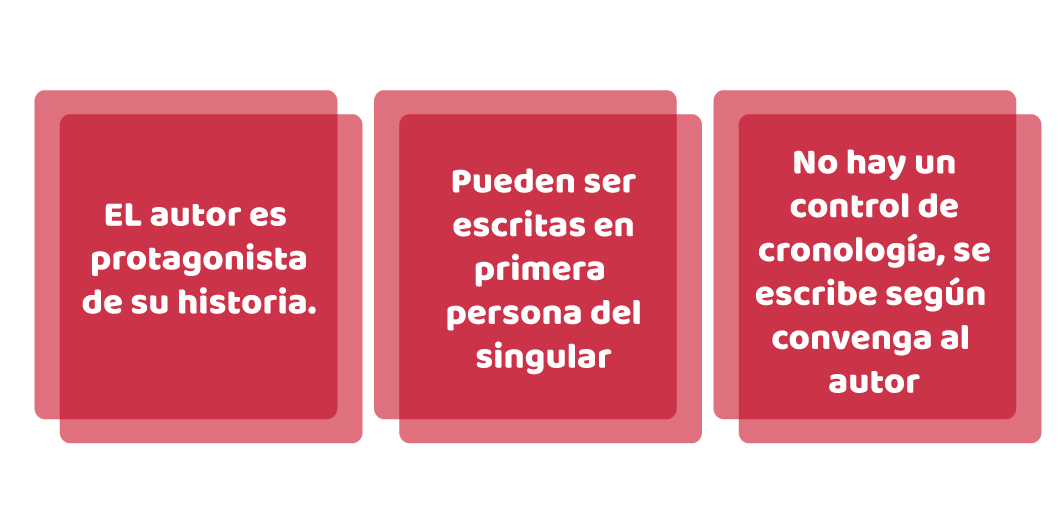 EL autor es
protagonista
de su historia.
Pueden ser
escritas en
primera
persona del
singular
No hay un
control de
cronología, se
escribe según
convenga al
autor